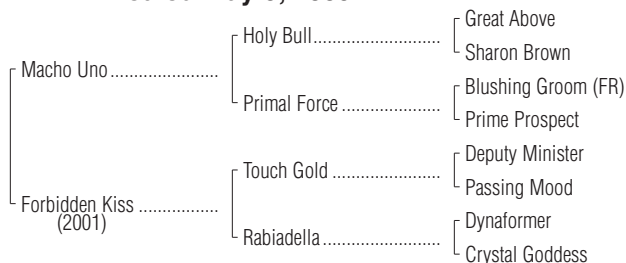 Great Above
Holy Bull
Sharon Brown
Macho Uno
Blushing Groom (FR)
Primal Force
Prime Prospect
Deputy Minister
Touch Gold
Passing Mood
Forbidden Kiss
(2001)
Dynaformer
Rabiadella
Crystal Goddess